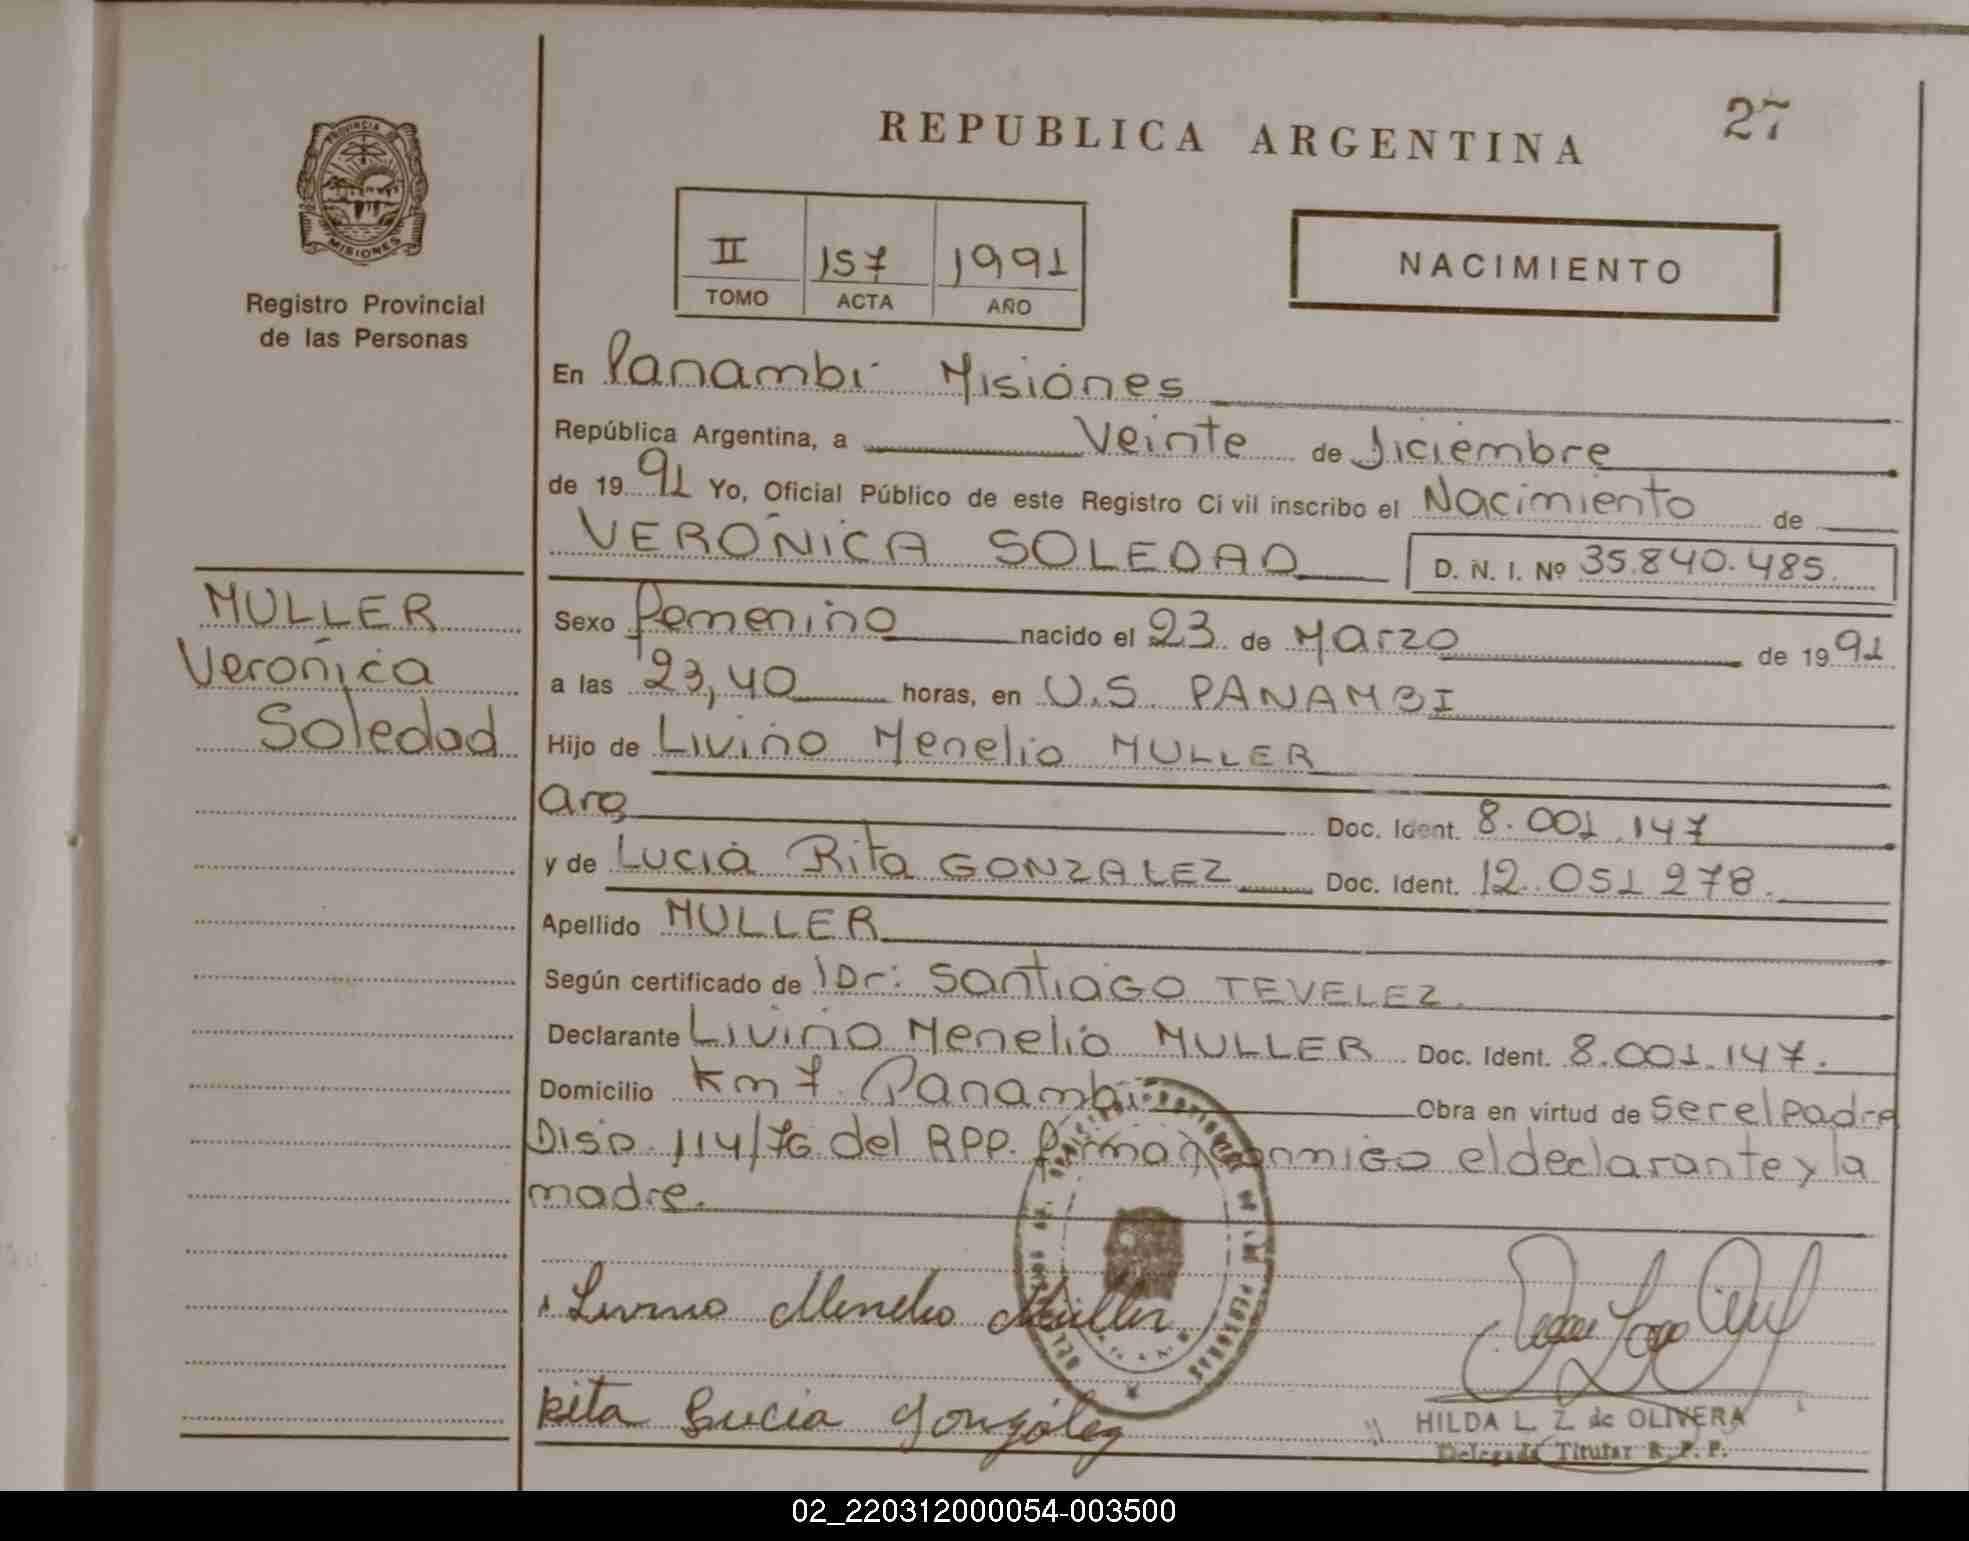 27
REPUBLICA ARGENTINA
PROVINCIA DE
MISIONES
Registro Provincial
de las Personas
II 157 1991
TOMO ACTA AÑO
NACIMIENTO
En Panambi Misiones
República Argentina, a Veinte de Diciembre
de 1991 Yo, Oficial Público de este Registro Civil inscribo el Nacimiento de
VERONICA SOLEDAD D. N. I. Nº 35.840.485.
MULLER
Veronica
Soledad
Sexo femenino nacido el 23 de Marzo de 1991
a las 23,40 horas, en U.S. PANAMBI
Hijo de Livino Menelio MULLER
arg Doc. Ident. 8.001.147
y de Lucia Rita GONZALEZ Doc. Ident. 12.051.278.
Apellido MULLER
Según certificado de Dr: Santiago TEVELEZ.
Declarante Livino Menelio MULLER Doc. Ident. 8.001.147.
Domicilio Km 7. Panambi Obra en virtud de ser el padre
Disp. 114/76 del RPP. firman conmigo el declarante y la
madre.
Livino Menelio Müller
Rita Lucia González
HILDA L. Z. de OLIVERA
Delegada Titular R. P. P.
02_220312000054-003500